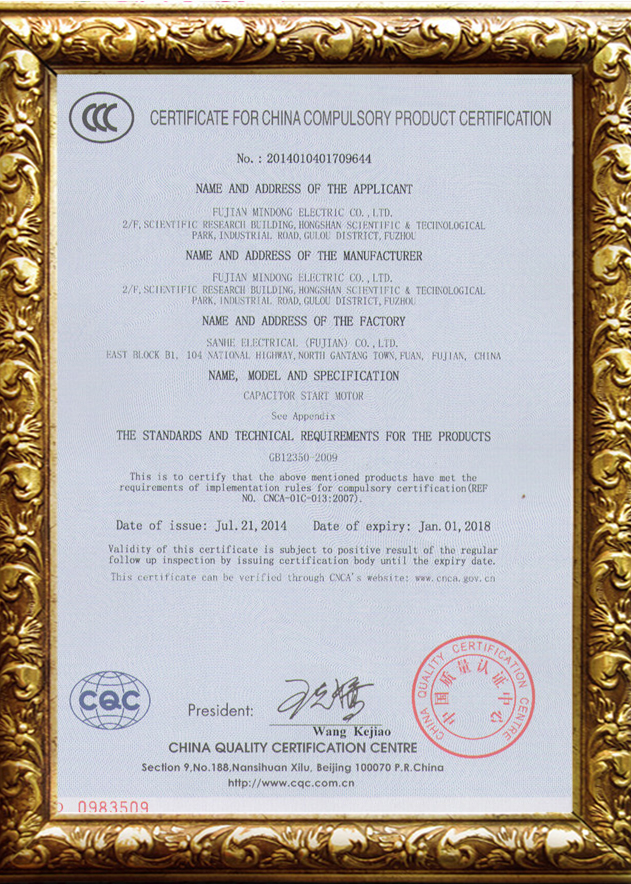 CCC
CERTIFICATE FOR CHINA COMPULSORY PRODUCT CERTIFICATION
No.: 2014010401709644
NAME AND ADDRESS OF THE APPLICANT
FUJIAN MINDONG ELECTRIC CO.,LTD.
2/F,SCIENTIFIC RESEARCH BUILDING,HONGSHAN SCIENTIFIC & TECHNOLOGICAL
PARK,INDUSTRIAL ROAD,GULOU DISTRICT,FUZHOU
NAME AND ADDRESS OF THE MANUFACTURER
FUJIAN MINDONG ELECTRIC CO.,LTD.
2/F,SCIENTIFIC RESEARCH BUILDING,HONGSHAN SCIENTIFIC & TECHNOLOGICAL
PARK,INDUSTRIAL ROAD,GULOU DISTRICT,FUZHOU
NAME AND ADDRESS OF THE FACTORY
SANHE ELECTRICAL (FUJIAN) CO.,LTD.
EAST BLOCK B1, 104 NATIONAL HIGHWAY,NORTH GANTANG TOWN,FUAN, FUJIAN, CHINA
NAME, MODEL AND SPECIFICATION
CAPACITOR START MOTOR
See Appendix
THE STANDARDS AND TECHNICAL REQUIREMENTS FOR THE PRODUCTS
GB12350-2009
This is to certify that the above mentioned products have met the
requirements of implementation rules for compulsory certification(REF
NO. CNCA-01C-013:2007).
Date of issue: Jul.21,2014 Date of expiry: Jan.01,2018
Validity of this certificate is subject to positive result of the regular
follow up inspection by issuing certification body until the expiry date.
This certificate can be verified through CNCA's website: www.cnca.gov.cn
CQC
President:
Wang Kejiao
CHINA QUALITY CERTIFICATION CENTRE
中国质量认证中心
CHINA QUALITY CERTIFICATION CENTRE
Section 9,No.188,Nansihuan Xilu, Beijing 100070 P.R.China
http://www.cqc.com.cn
0983509